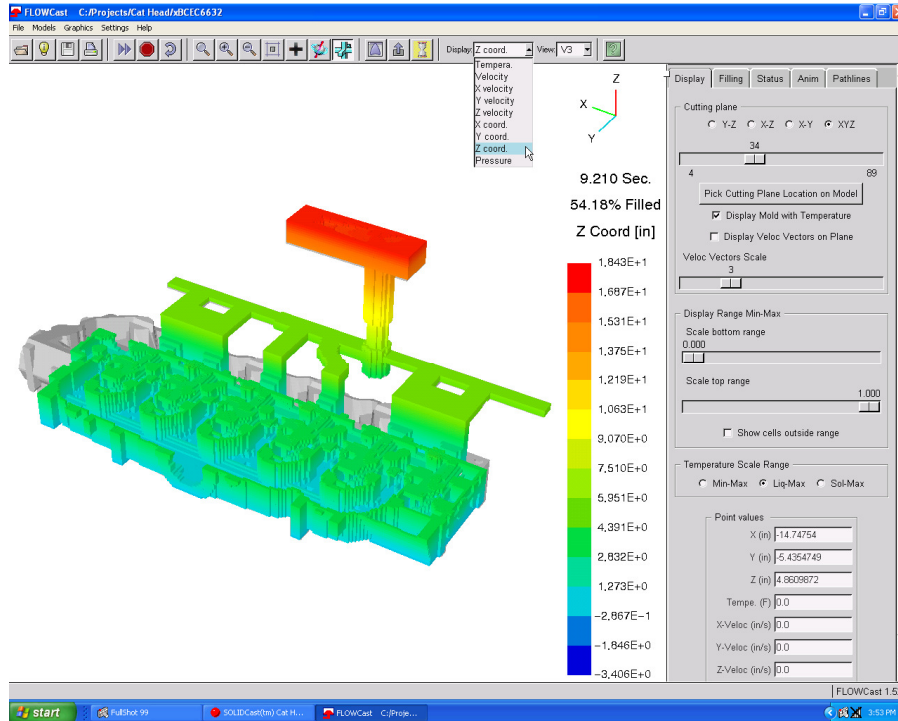 FLOWCast C:/Projects/Cat Head/xBCEC6632
File Models Graphics Settings Help
Display: Z coord. View: V3
Tempera.
Velocity
X velocity
Y velocity
Z velocity
X coord.
Y coord.
Z coord.
Pressure
Z
X
Y
9.210 Sec.
54.18% Filled
Z Coord [in]
1.843E+1
1.687E+1
1.531E+1
1.375E+1
1.219E+1
1.063E+1
9.070E+0
7.510E+0
5.951E+0
4.391E+0
2.832E+0
1.273E+0
-2.867E-1
-1.846E+0
-3.406E+0
Display Filling Status Anim Pathlines
Cutting plane
Y-Z X-Z X-Y XYZ
34
4 89
Pick Cutting Plane Location on Model
Display Mold with Temperature
Display Veloc Vectors on Plane
Veloc Vectors Scale
3
Display Range Min-Max
Scale bottom range
0.000
Scale top range
1.000
Show cells outside range
Temperature Scale Range
Min-Max Liq-Max Sol-Max
Point values
X (in) -14.74754
Y (in) -5.4354749
Z (in) 4.8609872
Tempe. (F) 0.0
X-Veloc (in/s) 0.0
Y-Veloc (in/s) 0.0
Z-Veloc (in/s) 0.0
FLOWCast 1.5
start FullShot 99 SOLIDCast(tm) Cat H... FLOWCast C:/Proje... 3:53 PM